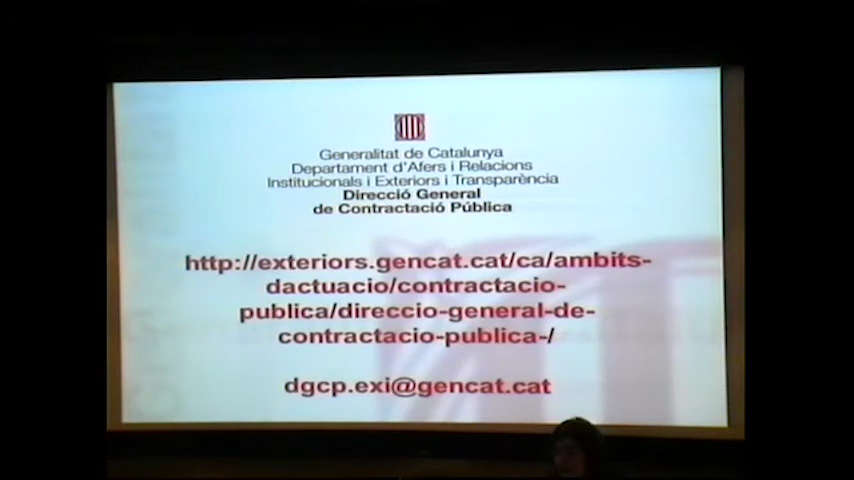 Generalitat de Catalunya
Departament d'Afers i Relacions
Institucionals i Exteriors i Transparència
Direcció General
de Contractació Pública
http://exteriors.gencat.cat/ca/ambits-
dactuacio/contractacio-
publica/direccio-general-de-
contractacio-publica-/
dgcp.exi@gencat.cat